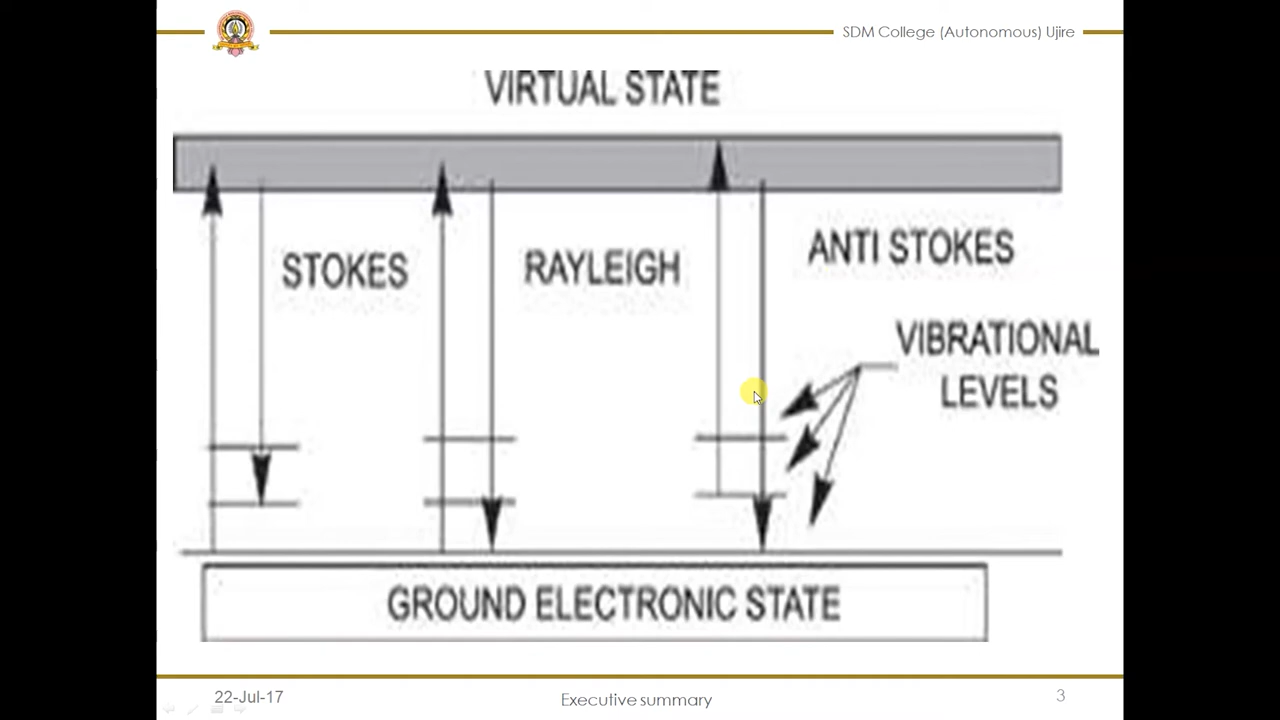 SDM College (Autonomous) Ujire
VIRTUAL STATE
STOKES
RAYLEIGH
ANTI STOKES
VIBRATIONAL
LEVELS
GROUND ELECTRONIC STATE
22-Jul-17
Executive summary
3